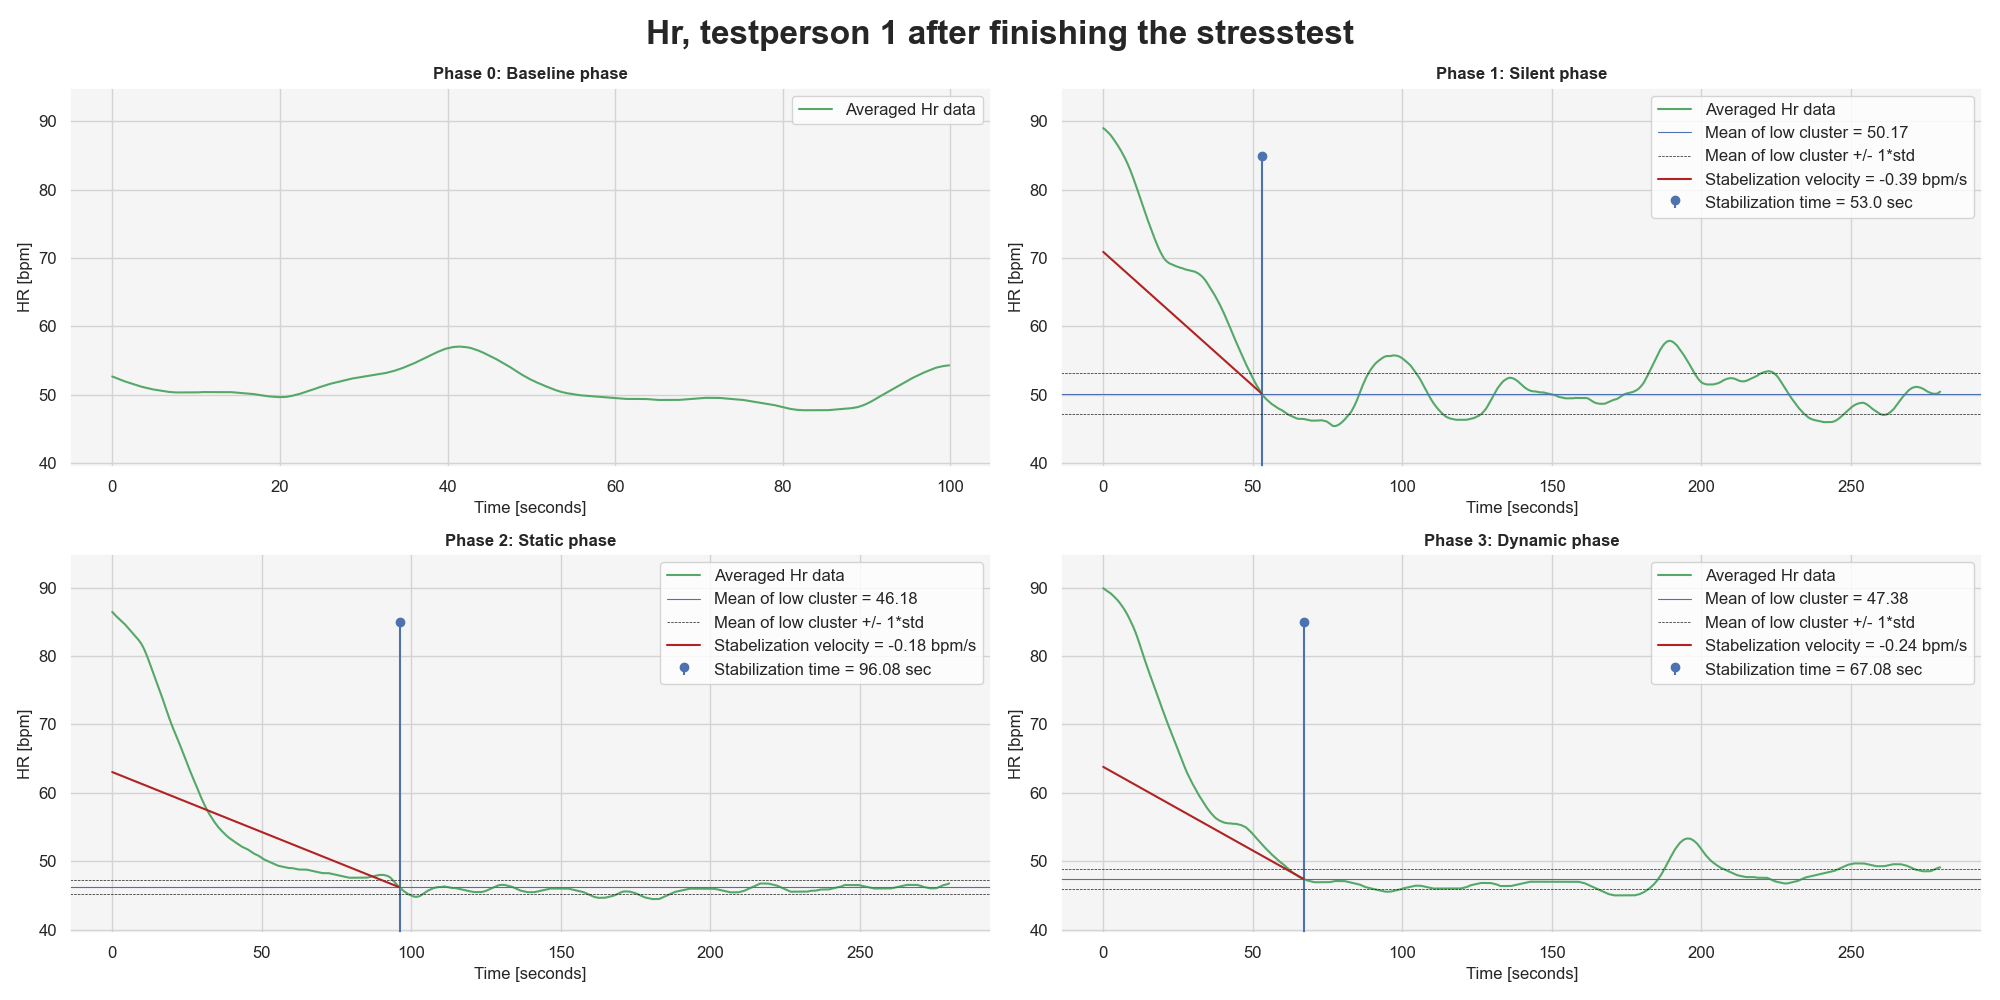 Hr, testperson 1 after finishing the stresstest
Phase 0: Baseline phase
Averaged Hr data
90
80
70
60
50
40
HR [bpm]
0 20 40 60 80 100
Time [seconds]
Phase 1: Silent phase
Averaged Hr data
Mean of low cluster = 50.17
Mean of low cluster +/- 1*std
Stabelization velocity = -0.39 bpm/s
Stabilization time = 53.0 sec
90
80
70
60
50
40
HR [bpm]
0 50 100 150 200 250
Time [seconds]
Phase 2: Static phase
Averaged Hr data
Mean of low cluster = 46.18
Mean of low cluster +/- 1*std
Stabelization velocity = -0.18 bpm/s
Stabilization time = 96.08 sec
90
80
70
60
50
40
HR [bpm]
0 50 100 150 200 250
Time [seconds]
Phase 3: Dynamic phase
Averaged Hr data
Mean of low cluster = 47.38
Mean of low cluster +/- 1*std
Stabelization velocity = -0.24 bpm/s
Stabilization time = 67.08 sec
90
80
70
60
50
40
HR [bpm]
0 50 100 150 200 250
Time [seconds]